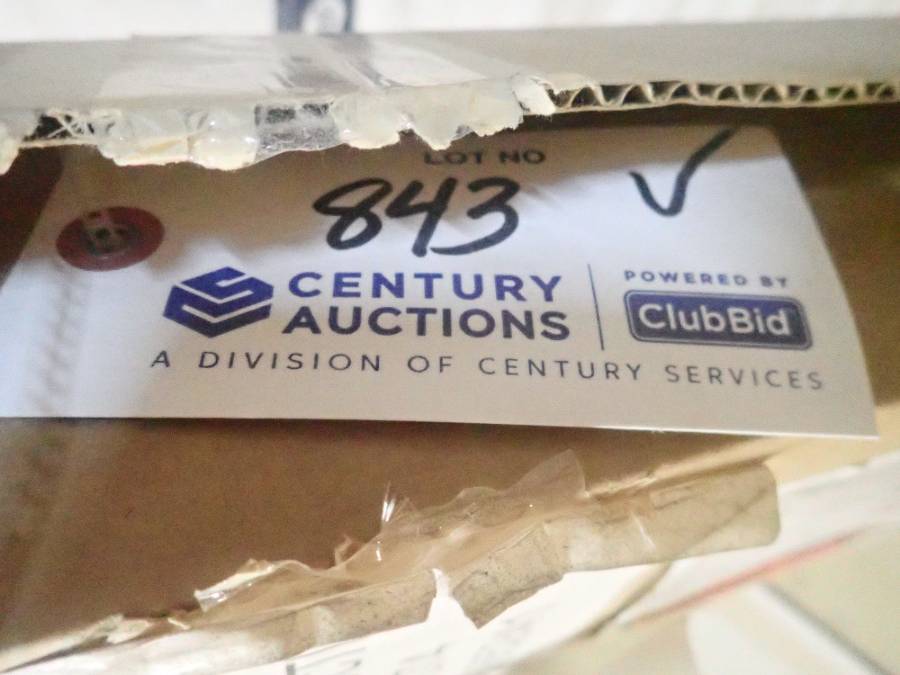 LOT NO
843 ✓
CENTURY
AUCTIONS
A DIVISION OF CENTURY SERVICES
POWERED BY
ClubBid